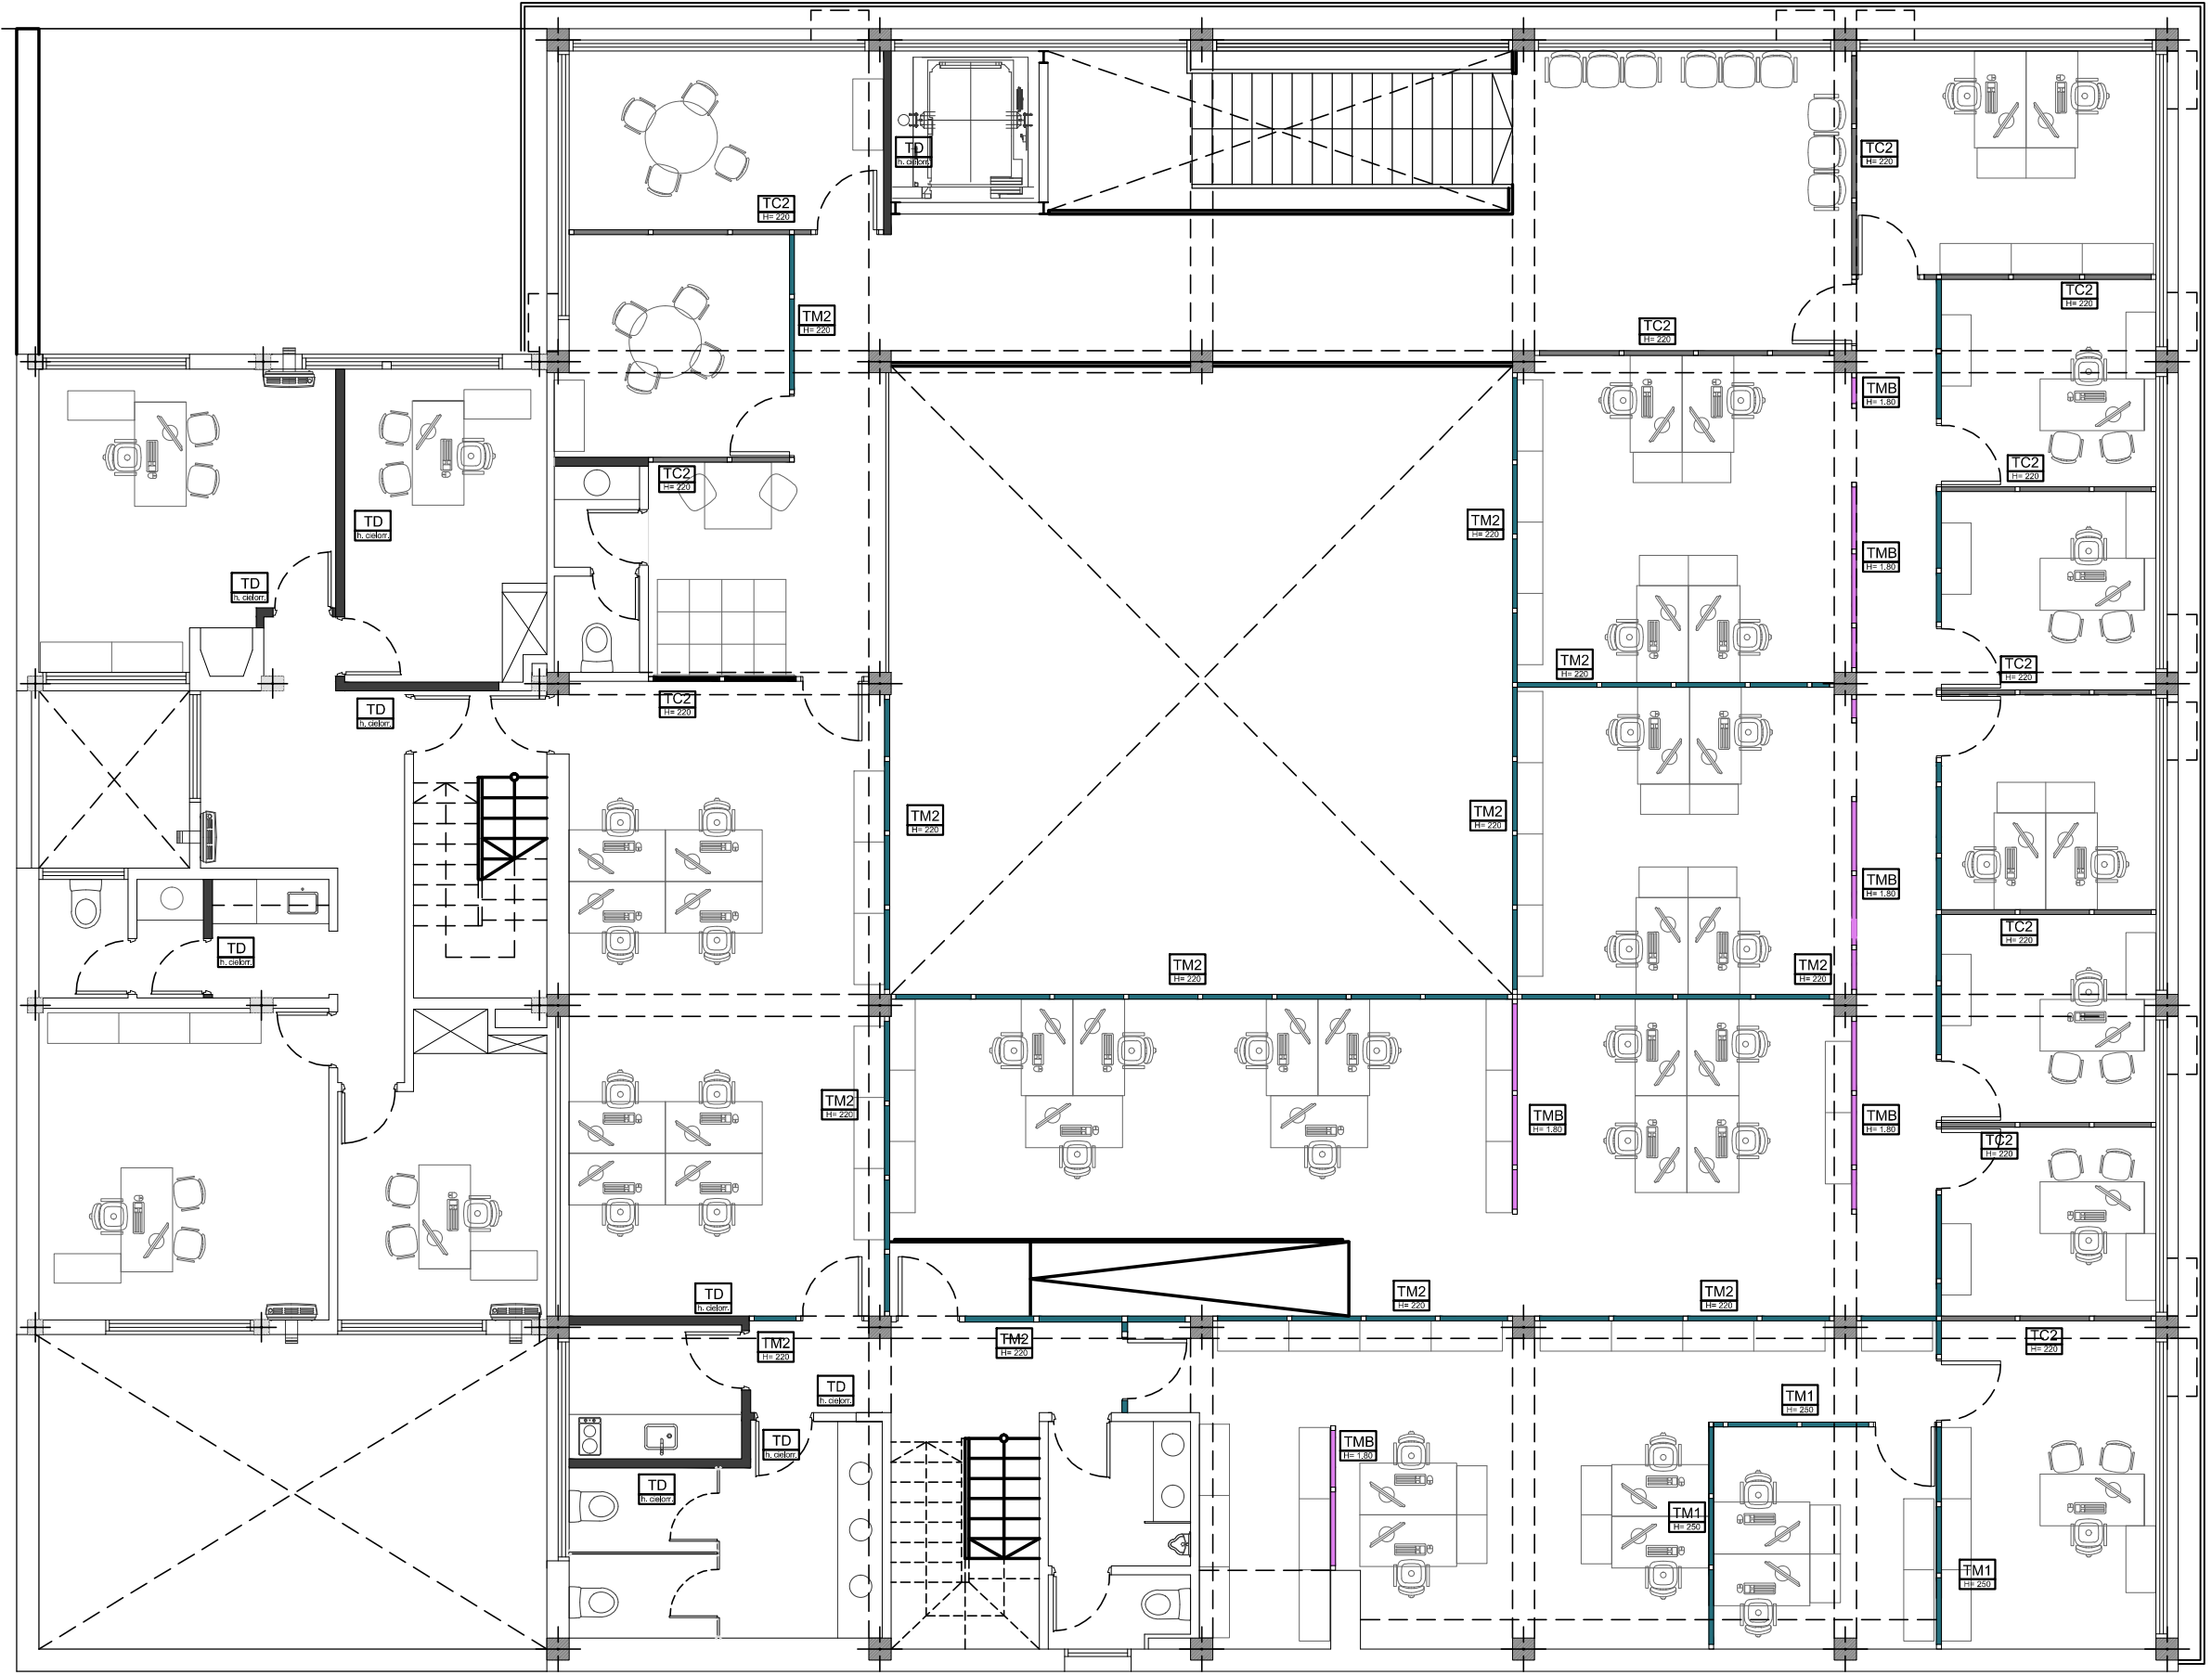 TD
h. cielorr.
TC2
H= 220
TC2
H= 220
TM2
H= 220
TC2
H= 220
TC2
H= 220
TMB
H= 1.80
TC2
H= 220
TC2
H= 220
TM2
H= 220
TD
h. cielorr.
TMB
H= 1.80
TD
h. cielorr.
TM2
H= 220
TC2
H= 220
TC2
H= 220
TD
h. cielorr.
TM2
H= 220
TM2
H= 220
TMB
H= 1.80
TC2
H= 220
TD
h. cielorr.
TM2
H= 220
TM2
H= 220
TM2
H= 220
TMB
H= 1.80
TMB
H= 1.80
TC2
H= 220
TD
h. cielorr.
TM2
H= 220
TM2
H= 220
TM2
H= 220
TM2
H= 220
TC2
H= 220
TD
h. cielorr.
TM1
H= 250
TD
h. cielorr.
TMB
H= 1.80
TD
h. cielorr.
TM1
H= 250
TM1
H= 250